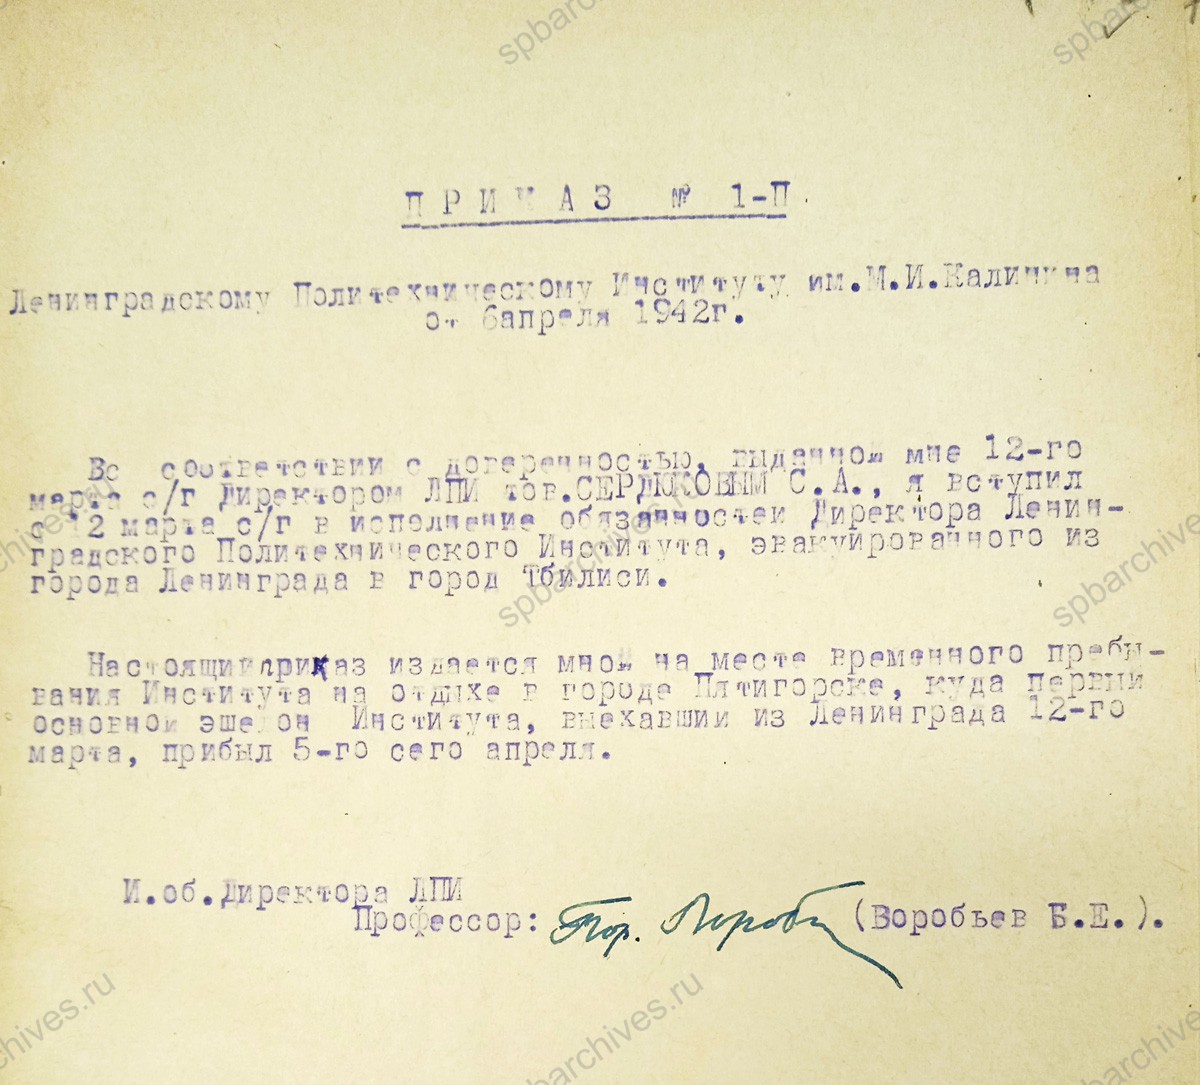 ПРИКАЗ № 1-П
Ленинградскому Политехническому Институту им.М.И.Калинина
от 6апреля 1942г.
Во соответствии с доверенностью, выданной мне 12-го
марта с/г Директором ЛПИ тов.СЕРДЮКОВЫМ С.А., я вступил
с 12 марта с/г в исполнение обязанностей Директора Ленин-
градского Политехнического Института, эвакуированного из
города Ленинграда в город Тбилиси.
Настоящий приказ издается мной на месте временного пребы-
вания Института на отдыхе в городе Пятигорске, куда первый
основной эшелон Института, выехавший из Ленинграда 12-го
марта, прибыл 5-го сего апреля.
И.об.Директора ЛПИ
Профессор: (Воробьев Б.Е.).
spbarchives.ru